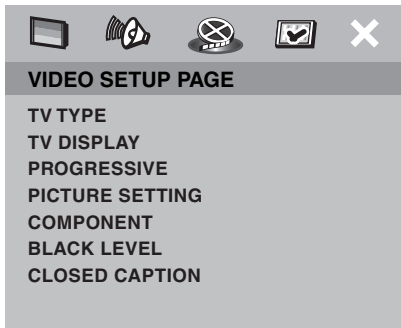 VIDEO SETUP PAGE
TV TYPE
TV DISPLAY
PROGRESSIVE
PICTURE SETTING
COMPONENT
BLACK LEVEL
CLOSED CAPTION